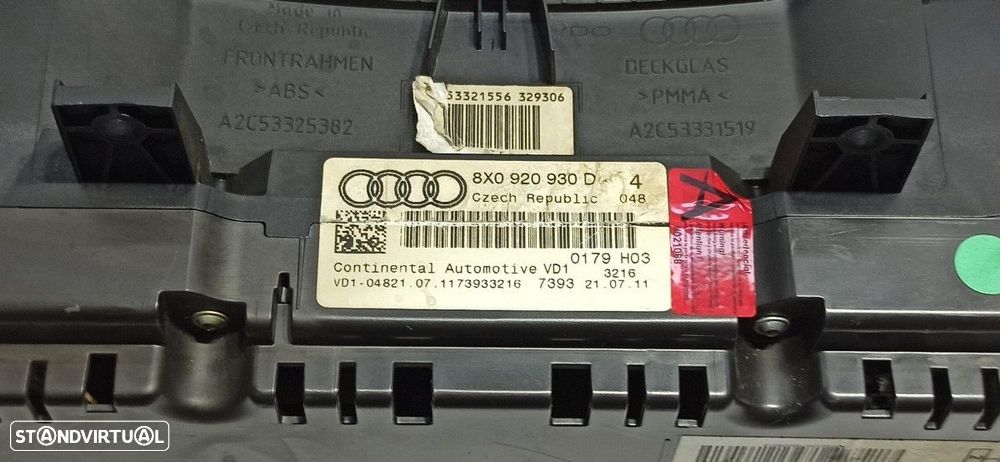 Made in
Czech Republic
VDO
FRONTRAHMEN
>ABS<
A2C53325382
DECKGLAS
>PMMA<
A2C53331519
53321556 329306
8X0 920 930 D 4
Czech Republic 048
0179 H03
Continental Automotive VD1 3216
VD1-04821.07.1173933216 7393 21.07.11
STANDVIRTUAL